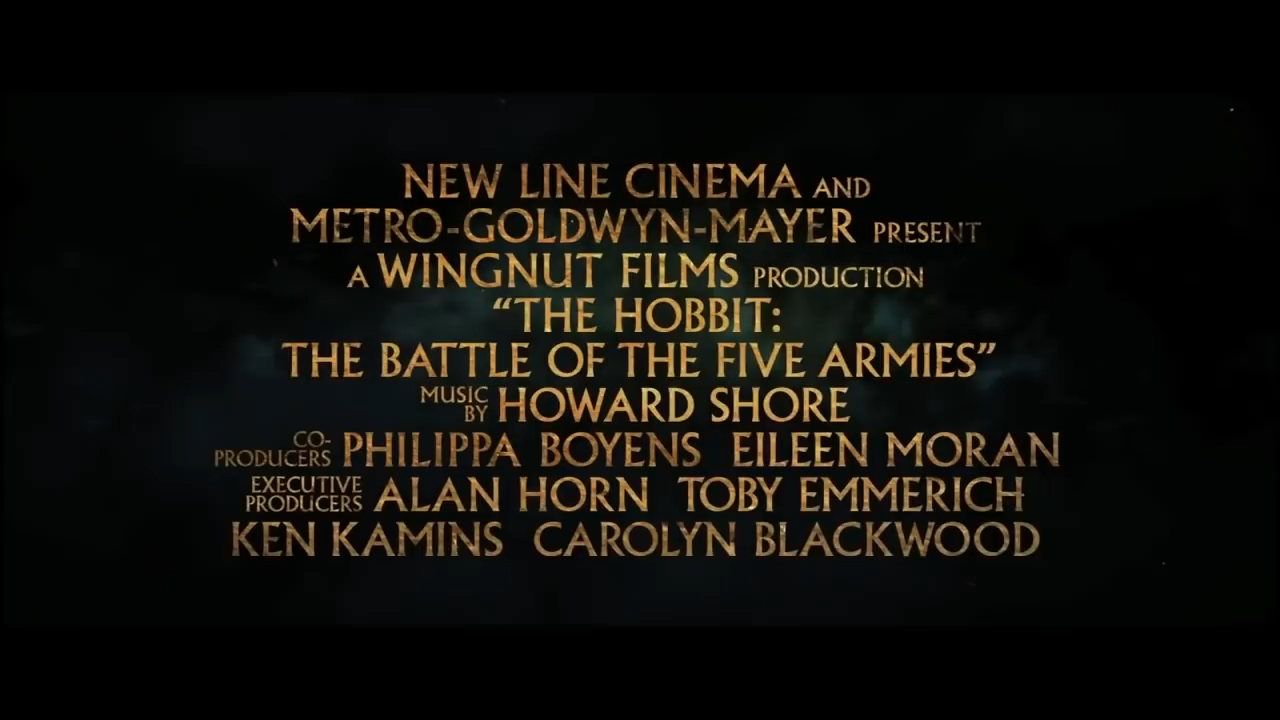 NEW LINE CINEMA AND
METRO-GOLDWYN-MAYER PRESENT
A WINGNUT FILMS PRODUCTION
“THE HOBBIT:
THE BATTLE OF THE FIVE ARMIES”
MUSIC BY HOWARD SHORE
CO-PRODUCERS PHILIPPA BOYENS EILEEN MORAN
EXECUTIVE PRODUCERS ALAN HORN TOBY EMMERICH
KEN KAMINS CAROLYN BLACKWOOD